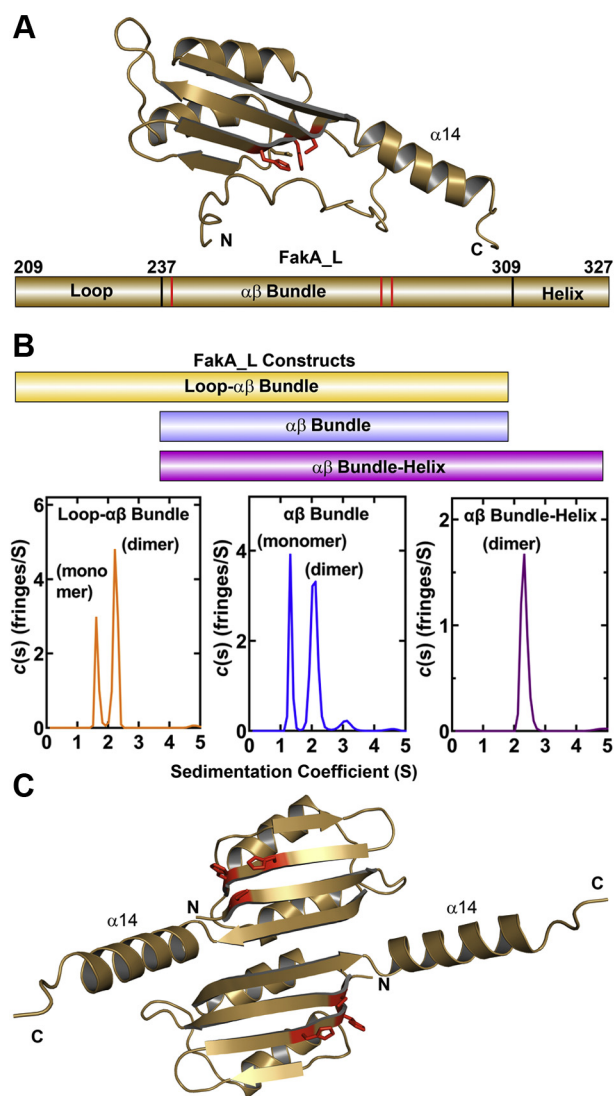 A
α14
N
C
FakA_L
209 237 309 327
Loop αβ Bundle Helix
B
FakA_L Constructs
Loop-αβ Bundle
αβ Bundle
αβ Bundle-Helix
Loop-αβ Bundle
(mono
mer)
(dimer)
c(s) (fringes/S)
6
4
2
0
0 1 2 3 4 5
αβ Bundle
(monomer)
(dimer)
c(s) (fringes/S)
4
2
0
0 1 2 3 4 5
αβ Bundle-Helix
(dimer)
c(s) (fringes/S)
2
1
0
0 1 2 3 4 5
Sedimentation Coefficient (S)
C
α14
N
C
α14
N
C